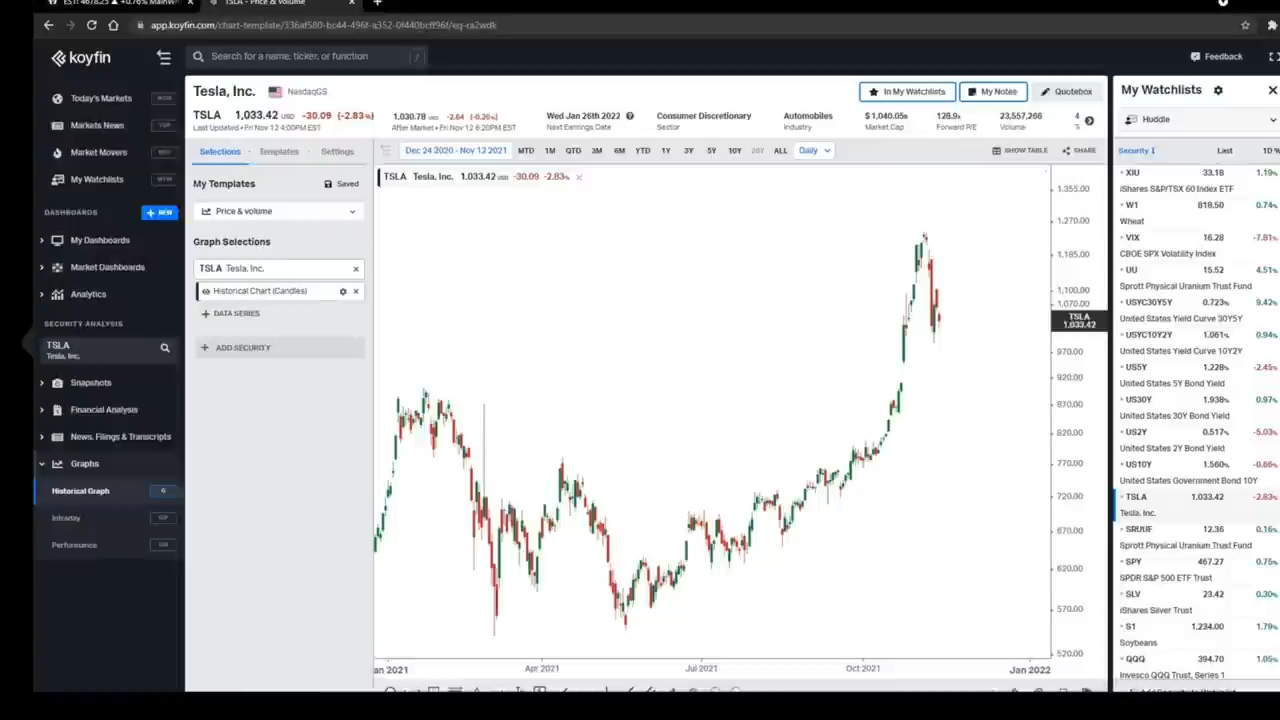 TSLA - Price & Volume
app.koyfin.com/chart-template/
koyfin
Search for a name, ticker, or function /
Feedback
Today's Markets
Markets News
Market Movers
My Watchlists
DASHBOARDS + NEW
My Dashboards
Market Dashboards
Analytics
SECURITY ANALYSIS
TSLA
Tesla, Inc.
Snapshots
Financial Analysis
News, Filings & Transcripts
Graphs
Historical Graph G
Intraday
Performance
Tesla, Inc. NasdaqGS
In My Watchlists My Notes Quotebox
TSLA 1,033.42 USD -30.09 (-2.83%)
Last Updated • Fri Nov 12 4:00PM EST
1,030.78 USD -2.64 (-0.26%)
After Market • Fri Nov 12 6:20PM EST
Wed Jan 26th 2022
Next Earnings Date
Consumer Discretionary
Sector
Automobiles
Industry
$ 1,040.05B
Market Cap
128.9x
Forward P/E
23,557,266
Volume
Selections Templates Settings
My Templates Saved
Price & volume
Graph Selections
TSLA Tesla, Inc. ×
Historical Chart (Candles) ×
+ DATA SERIES
+ ADD SECURITY
Dec 24 2020 - Nov 12 2021 MTD 1M QTD 3M 6M YTD 1Y 3Y 5Y 10Y 20Y ALL Daily
SHOW TABLE SHARE
TSLA Tesla, Inc. 1,033.42 USD -30.09 -2.83% ×
1,355.00
1,270.00
1,185.00
1,100.00
1,070.00
TSLA
1,033.42
970.00
920.00
870.00
820.00
770.00
720.00
670.00
620.00
570.00
520.00
an 2021 Apr 2021 Jul 2021 Oct 2021 Jan 2022
My Watchlists ×
Huddle
Security Last 1D %
XIU 33.18 1.19%
iShares S&P/TSX 60 Index ETF
W1 818.50 0.74%
Wheat
VIX 16.28 -7.81%
CBOE SPX Volatility Index
UU 15.52 4.51%
Sprott Physical Uranium Trust Fund
USYC30Y5Y 0.723% 9.42%
United States Yield Curve 30Y5Y
USYC10Y2Y 1.061% 0.94%
United States Yield Curve 10Y2Y
US5Y 1.228% -2.45%
United States 5Y Bond Yield
US30Y 1.938% 0.97%
United States 30Y Bond Yield
US2Y 0.517% -5.03%
United States 2Y Bond Yield
US10Y 1.560% -0.66%
United States Government Bond 10Y
TSLA 1,033.42 -2.83%
Tesla, Inc.
SRUUF 12.36 0.16%
Sprott Physical Uranium Trust Fund
SPY 467.27 0.75%
SPDR S&P 500 ETF Trust
SLV 23.42 0.30%
iShares Silver Trust
S1 1,234.00 1.79%
Soybeans
QQQ 394.70 1.05%
Invesco QQQ Trust, Series 1